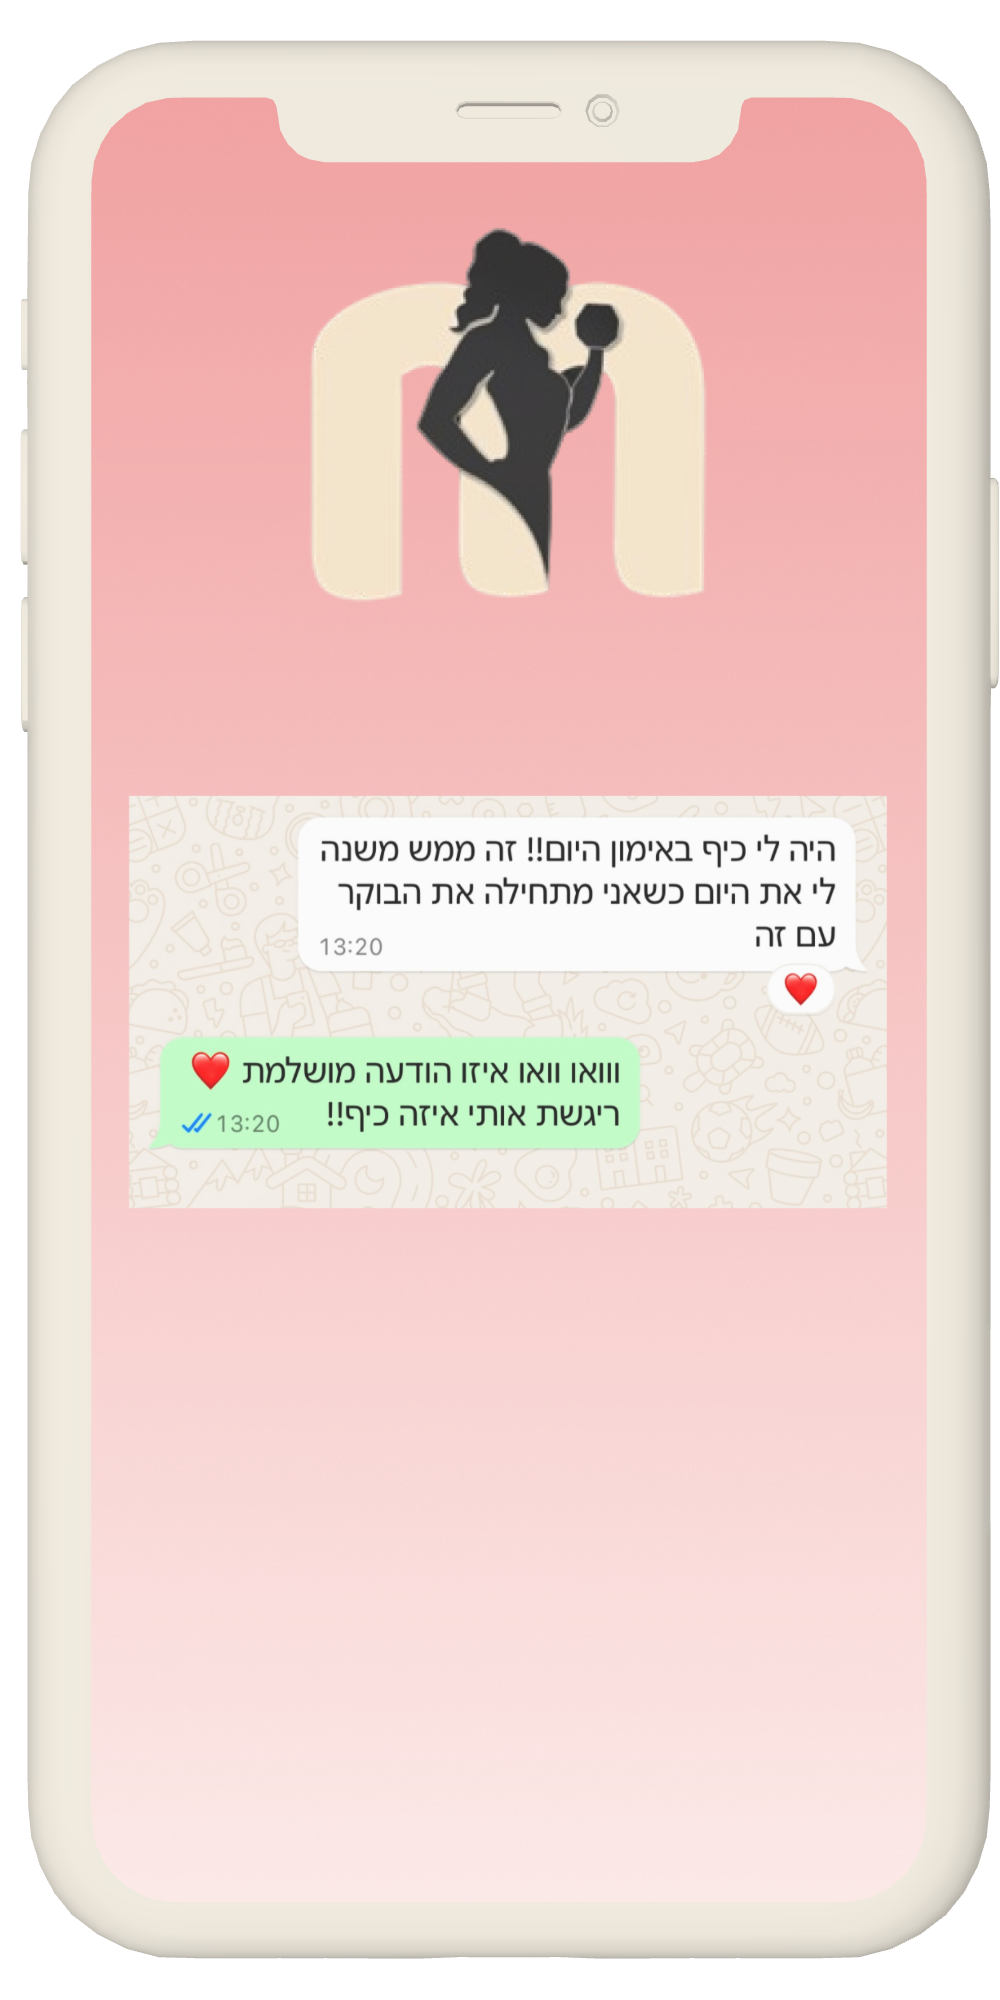 m
היה לי כיף באימון היום!! זה ממש משנה
לי את היום כשאני מתחילה את הבוקר
עם זה
13:20
❤️
וווואו וואו איזו הודעה מושלמת ❤️
ריגשת אותי איזה כיף!!
13:20